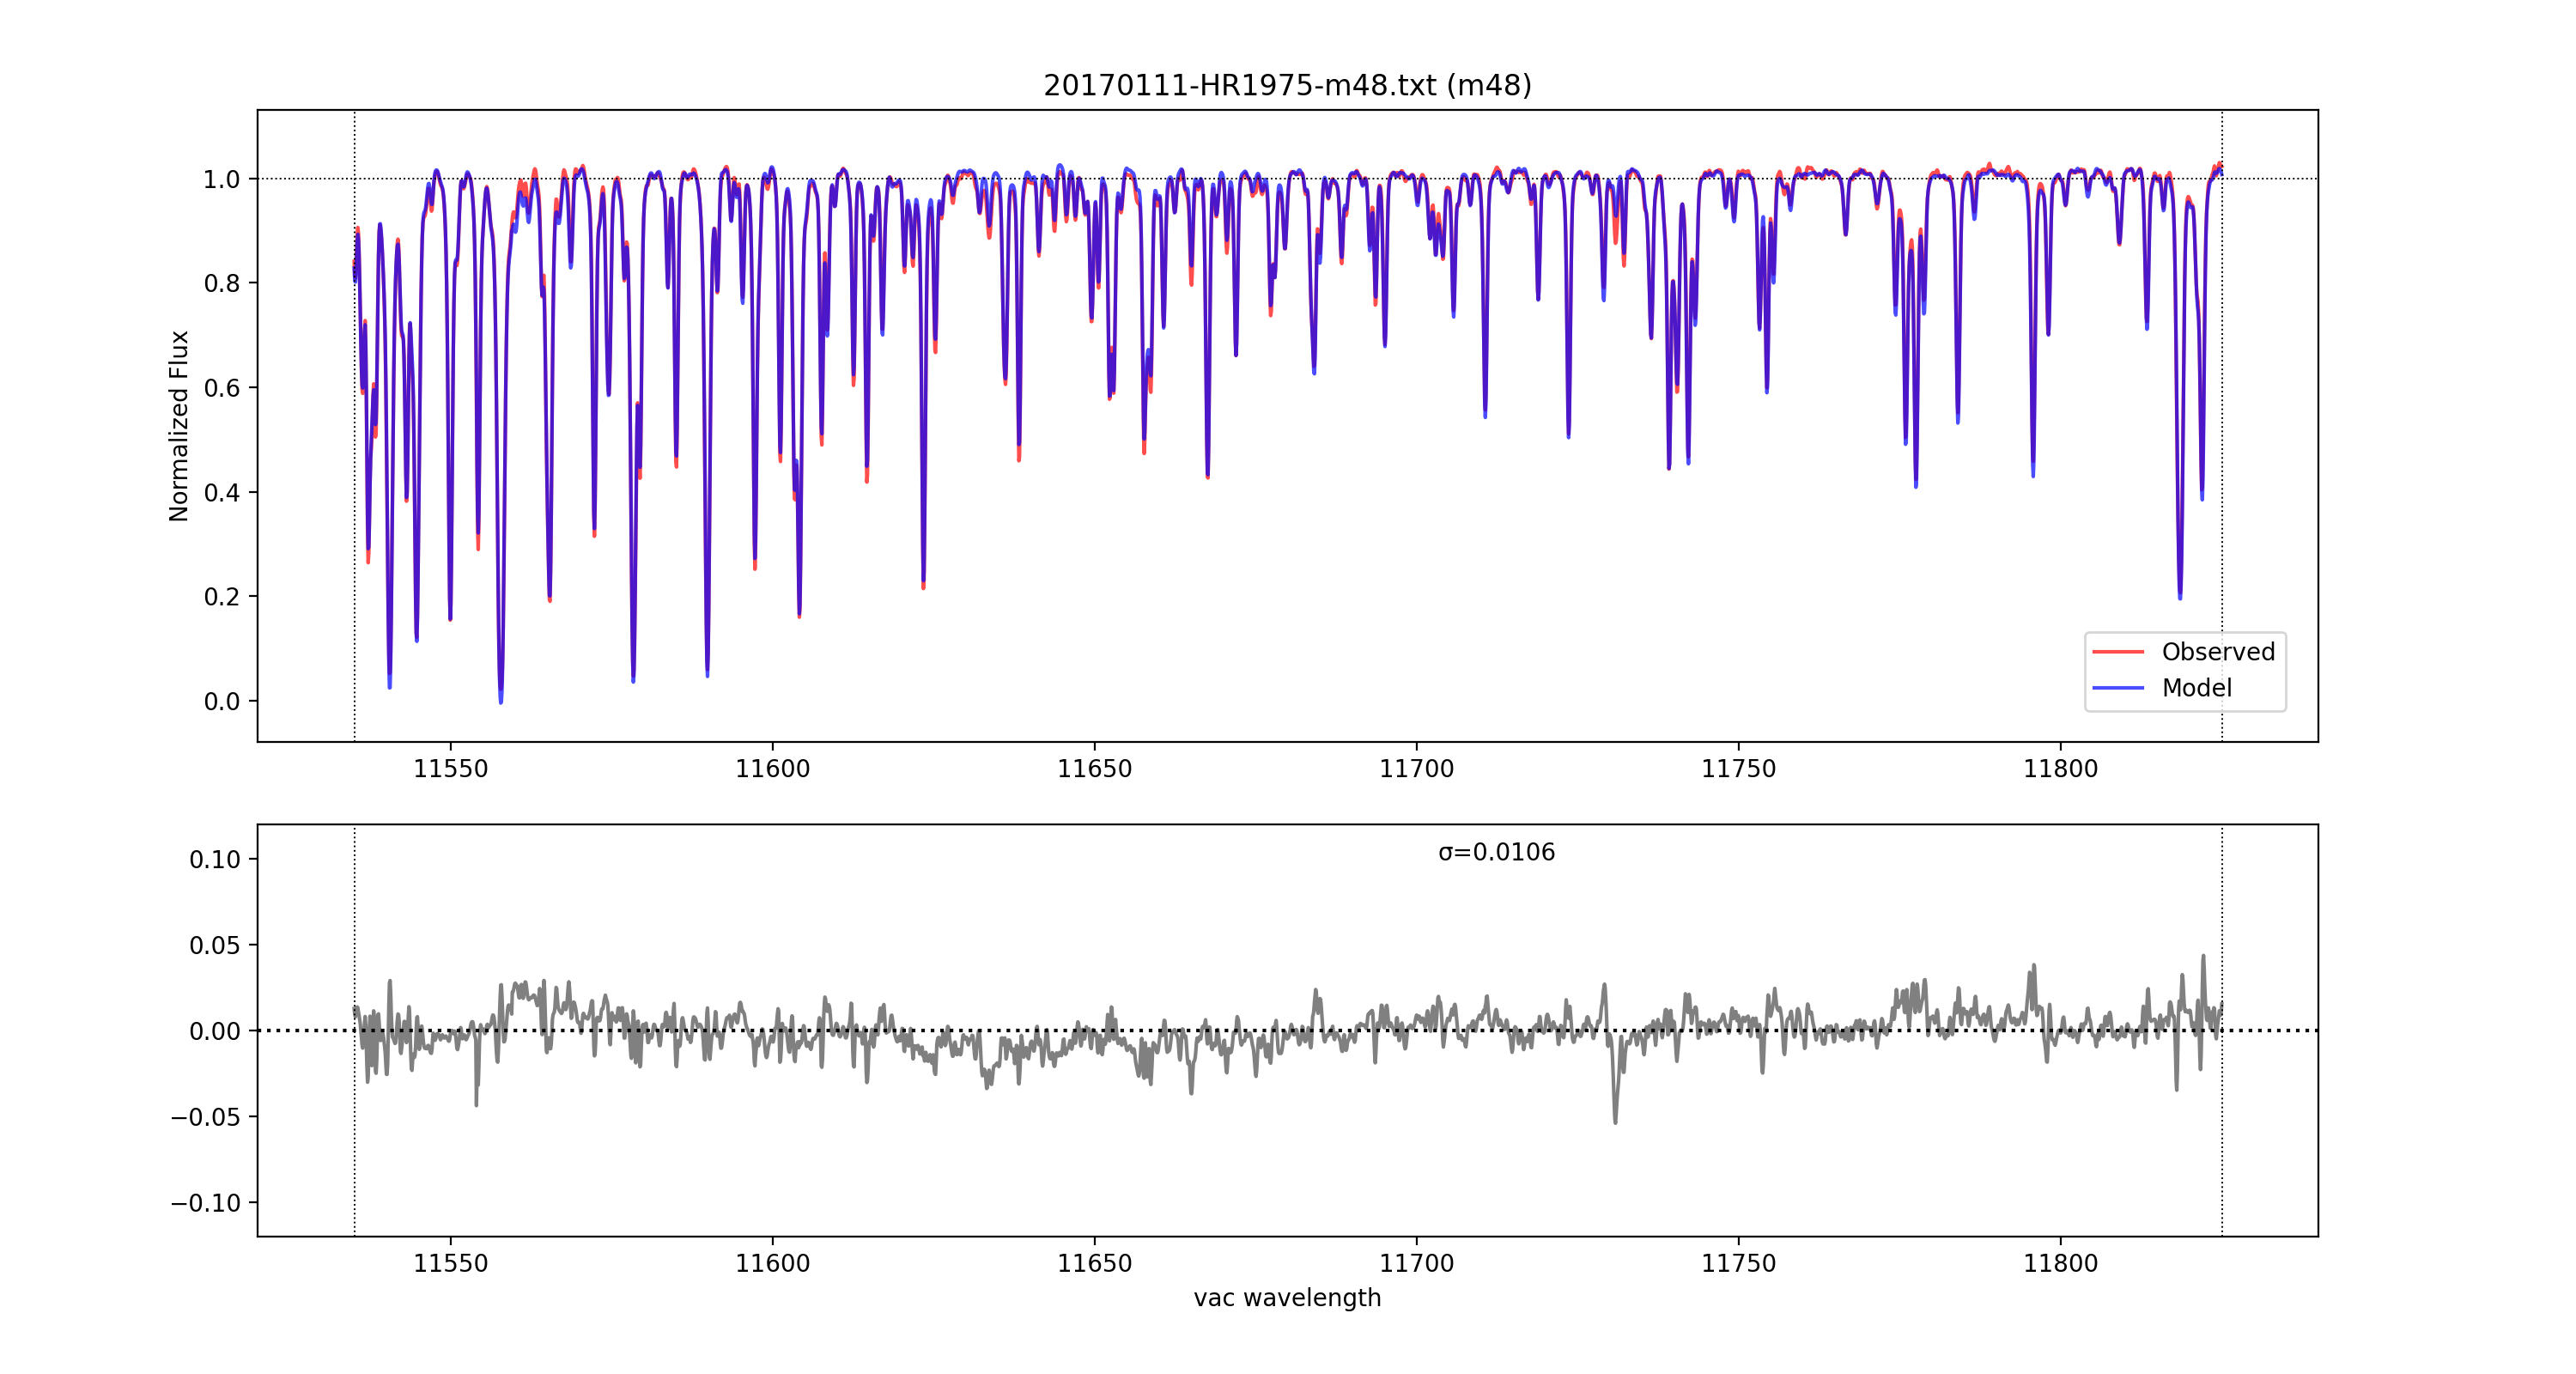 20170111-HR1975-m48.txt (m48)
Normalized Flux
1.0
0.8
0.6
0.4
0.2
0.0
Observed
Model
11550 11600 11650 11700 11750 11800
σ=0.0106
0.10
0.05
0.00
−0.05
−0.10
11550 11600 11650 11700 11750 11800
vac wavelength